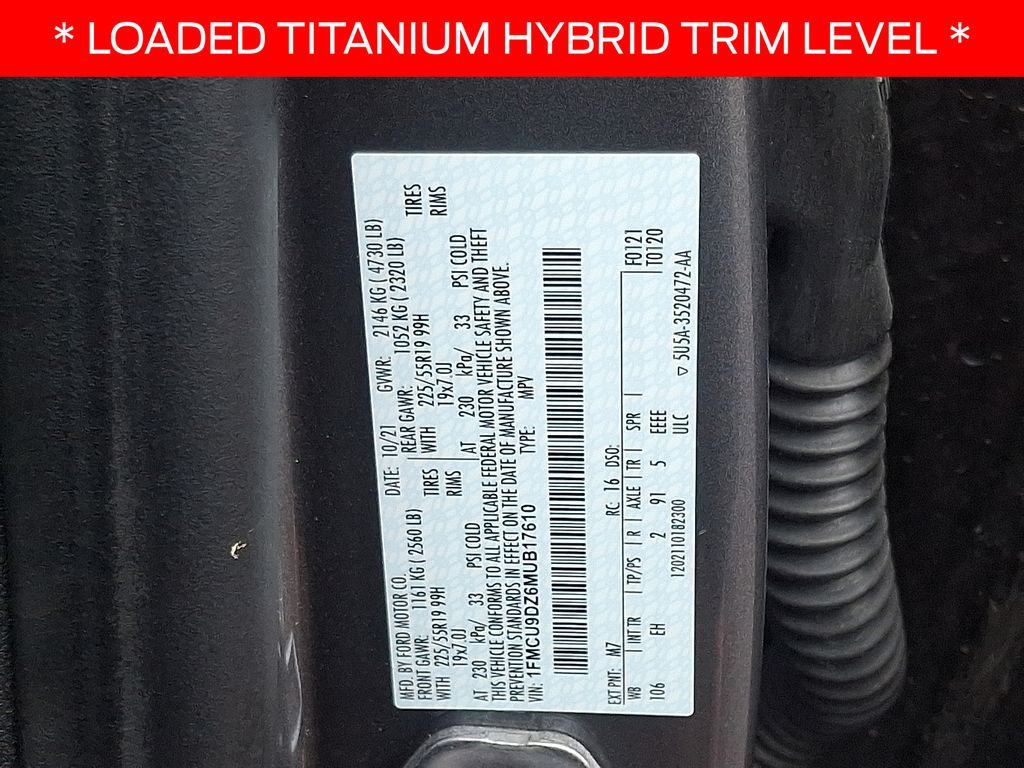 * LOADED TITANIUM HYBRID TRIM LEVEL *
MFD. BY FORD MOTOR CO.
DATE: 10/21 GVWR: 2146 KG ( 4730 LB)
FRONT GAWR: 1161 KG ( 2560 LB) REAR GAWR: 1052 KG ( 2320 LB)
WITH 225/55R19 99H TIRES WITH 225/55R19 99H TIRES
19x7.0J RIMS 19x7.0J RIMS
AT 230 kPa/ 33 PSI COLD AT 230 kPa/ 33 PSI COLD
THIS VEHICLE CONFORMS TO ALL APPLICABLE FEDERAL MOTOR VEHICLE SAFETY AND THEFT
PREVENTION STANDARDS IN EFFECT ON THE DATE OF MANUFACTURE SHOWN ABOVE.
VIN: 1FMCU9DZ6MUB17610 TYPE: MPV
EXT PNT: M7 RC: 16 DSO: F0121
WB | INT TR | TP/PS | R | AXLE | TR | SPR | T0120
106 EH 2 91 5 EEEE
1202110182300 ULC ▽ 5U5A-3520472-AA